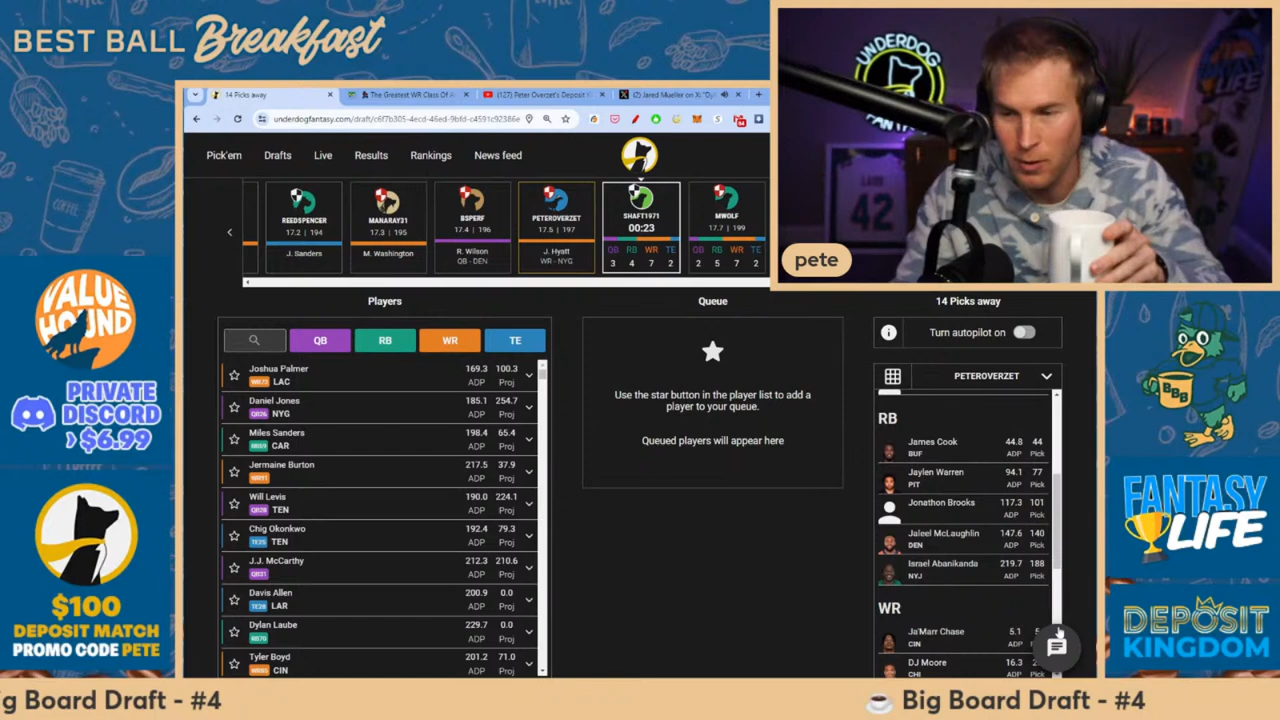 BEST BALL Breakfast
14 Picks away
The Greatest WR Class Of A
(127) Peter Overzet's Deposit
(2) Jared Mueller on X: "Dy
underdogfantasy.com/draft/c6f7b305-4ecd-46ed-9bfd-c4591c92386e
Pick'em Drafts Live Results Rankings News feed
REEDSPENCER
17.2 | 194
J. Sanders
MANARAY31
17.3 | 195
M. Washington
BSPERF
17.4 | 196
R. Wilson
QB - DEN
PETEROVERZET
17.5 | 197
J. Hyatt
WR - NYG
SHAFT1971
00:23
QB RB WR TE
3 4 7 2
MWOLF
17.7 | 199
QB RB WR TE
2 5 7 2
Players
QB RB WR TE
Joshua Palmer 169.3 100.3
WR73 LAC ADP Proj
Daniel Jones 185.1 254.7
QB26 NYG ADP Proj
Miles Sanders 198.4 65.4
CAR ADP Proj
Jermaine Burton 217.5 37.9
ADP Proj
Will Levis 190.0 224.1
QB28 TEN ADP Proj
Chig Okonkwo 192.4 79.3
TE25 TEN ADP Proj
J.J. McCarthy 212.3 210.6
QB31 ADP Proj
Davis Allen 200.9 0.0
TE28 LAR ADP Proj
Dylan Laube 229.7 0.0
RB70 ADP Proj
Tyler Boyd 201.2 71.0
CIN ADP Proj
Queue
Use the star button in the player list to add a
player to your queue.
Queued players will appear here
14 Picks away
Turn autopilot on
PETEROVERZET
RB
James Cook 44.8 44
BUF ADP Pick
Jaylen Warren 94.1 77
PIT ADP Pick
Jonathon Brooks 117.3 101
ADP Pick
Jaleel McLaughlin 147.6 140
DEN ADP Pick
Israel Abanikanda 219.7 188
NYJ ADP Pick
WR
Ja'Marr Chase 5.1
CIN ADP
DJ Moore 16.3
CHI
UNDERDOG
FANTASY
42
pete
VALUE
HOUND
PRIVATE
DISCORD
> $6.99
$100
DEPOSIT MATCH
PROMO CODE PETE
BBB
FANTASY
LIFE
DEPOSIT
KINGDOM
ig Board Draft - #4
Big Board Draft - #4